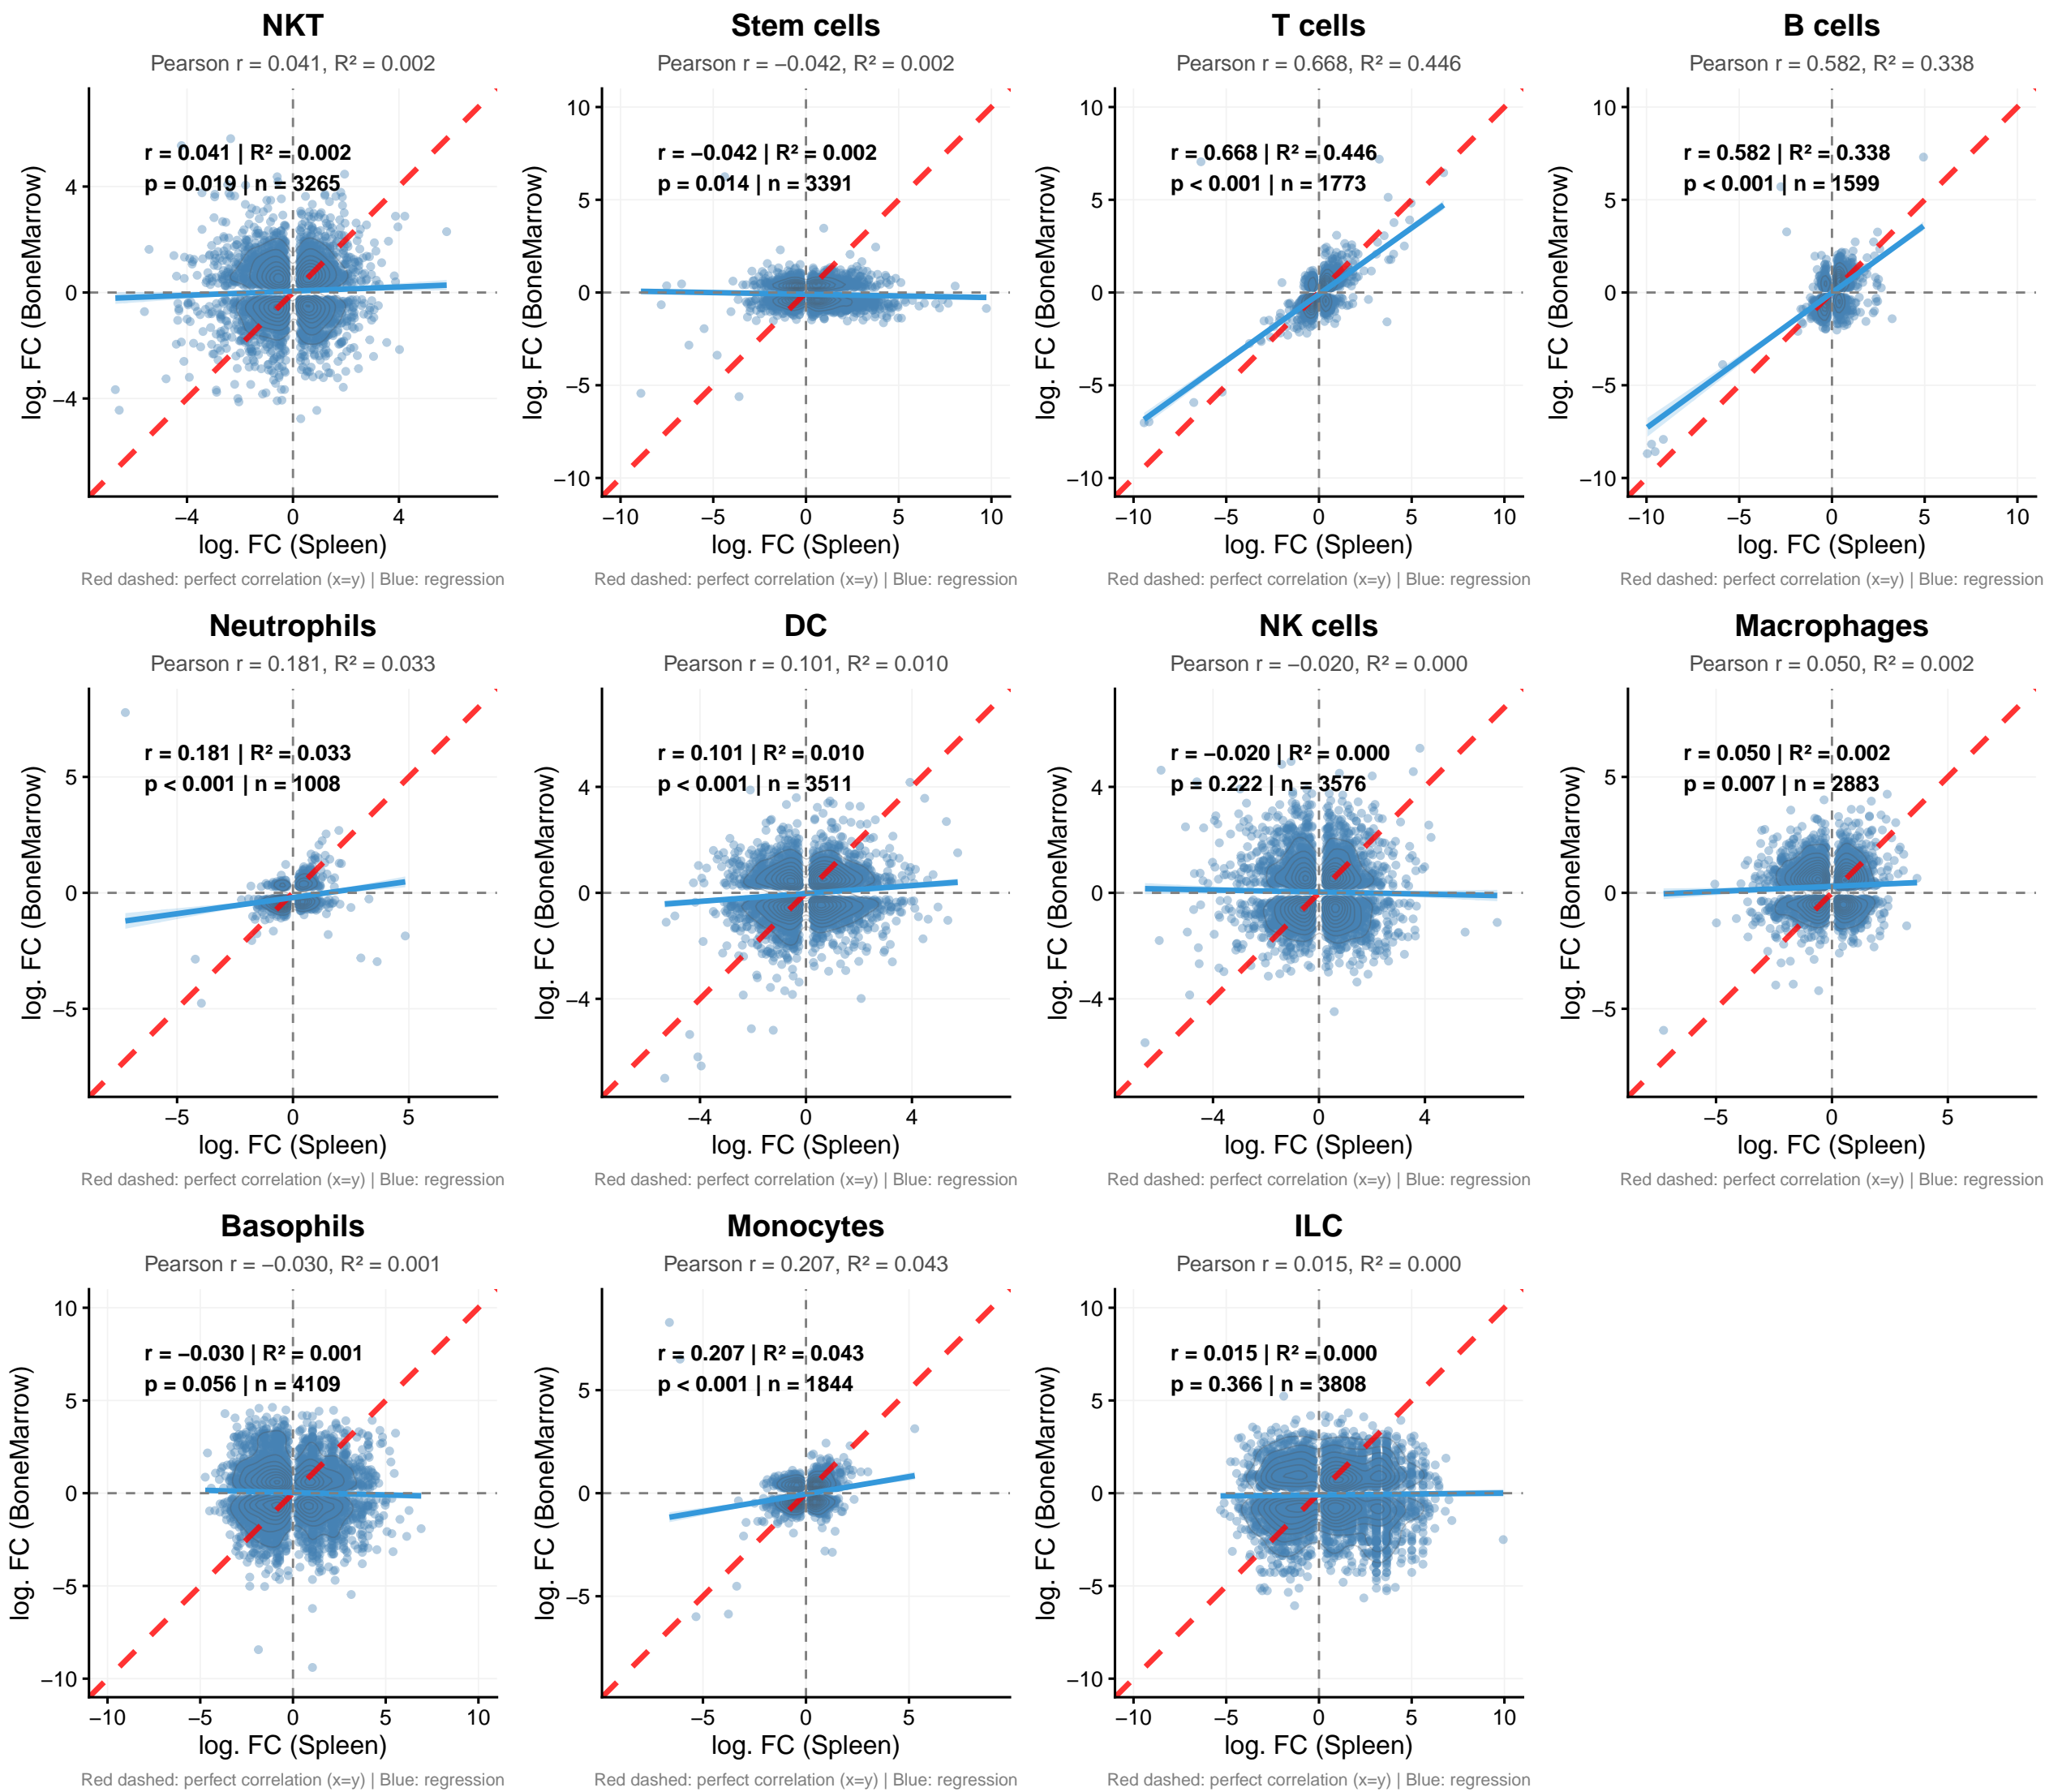 NKT
Pearson r = 0.041, R² = 0.002
r = 0.041 | R² = 0.002
p = 0.019 | n = 3265
4
0
−4
−4
0
4
log. FC (BoneMarrow)
log. FC (Spleen)
Red dashed: perfect correlation (x=y) | Blue: regression
Stem cells
Pearson r = −0.042, R² = 0.002
r = −0.042 | R² = 0.002
p = 0.014 | n = 3391
10
5
0
−5
−10
−10
−5
0
5
10
log. FC (BoneMarrow)
log. FC (Spleen)
Red dashed: perfect correlation (x=y) | Blue: regression
T cells
Pearson r = 0.668, R² = 0.446
r = 0.668 | R² = 0.446
p < 0.001 | n = 1773
10
5
0
−5
−10
−10
−5
0
5
10
log. FC (BoneMarrow)
log. FC (Spleen)
Red dashed: perfect correlation (x=y) | Blue: regression
B cells
Pearson r = 0.582, R² = 0.338
r = 0.582 | R² = 0.338
p < 0.001 | n = 1599
10
5
0
−5
−10
−10
−5
0
5
10
log. FC (BoneMarrow)
log. FC (Spleen)
Red dashed: perfect correlation (x=y) | Blue: regression
Neutrophils
Pearson r = 0.181, R² = 0.033
r = 0.181 | R² = 0.033
p < 0.001 | n = 1008
5
0
−5
−5
0
5
log. FC (BoneMarrow)
log. FC (Spleen)
Red dashed: perfect correlation (x=y) | Blue: regression
DC
Pearson r = 0.101, R² = 0.010
r = 0.101 | R² = 0.010
p < 0.001 | n = 3511
4
0
−4
−4
0
4
log. FC (BoneMarrow)
log. FC (Spleen)
Red dashed: perfect correlation (x=y) | Blue: regression
NK cells
Pearson r = −0.020, R² = 0.000
r = −0.020 | R² = 0.000
p = 0.222 | n = 3576
4
0
−4
−4
0
4
log. FC (BoneMarrow)
log. FC (Spleen)
Red dashed: perfect correlation (x=y) | Blue: regression
Macrophages
Pearson r = 0.050, R² = 0.002
r = 0.050 | R² = 0.002
p = 0.007 | n = 2883
5
0
−5
−5
0
5
log. FC (BoneMarrow)
log. FC (Spleen)
Red dashed: perfect correlation (x=y) | Blue: regression
Basophils
Pearson r = −0.030, R² = 0.001
r = −0.030 | R² = 0.001
p = 0.056 | n = 4109
10
5
0
−5
−10
−10
−5
0
5
10
log. FC (BoneMarrow)
log. FC (Spleen)
Red dashed: perfect correlation (x=y) | Blue: regression
Monocytes
Pearson r = 0.207, R² = 0.043
r = 0.207 | R² = 0.043
p < 0.001 | n = 1844
5
0
−5
−5
0
5
log. FC (BoneMarrow)
log. FC (Spleen)
Red dashed: perfect correlation (x=y) | Blue: regression
ILC
Pearson r = 0.015, R² = 0.000
r = 0.015 | R² = 0.000
p = 0.366 | n = 3808
10
5
0
−5
−10
−10
−5
0
5
10
log. FC (BoneMarrow)
log. FC (Spleen)
Red dashed: perfect correlation (x=y) | Blue: regression